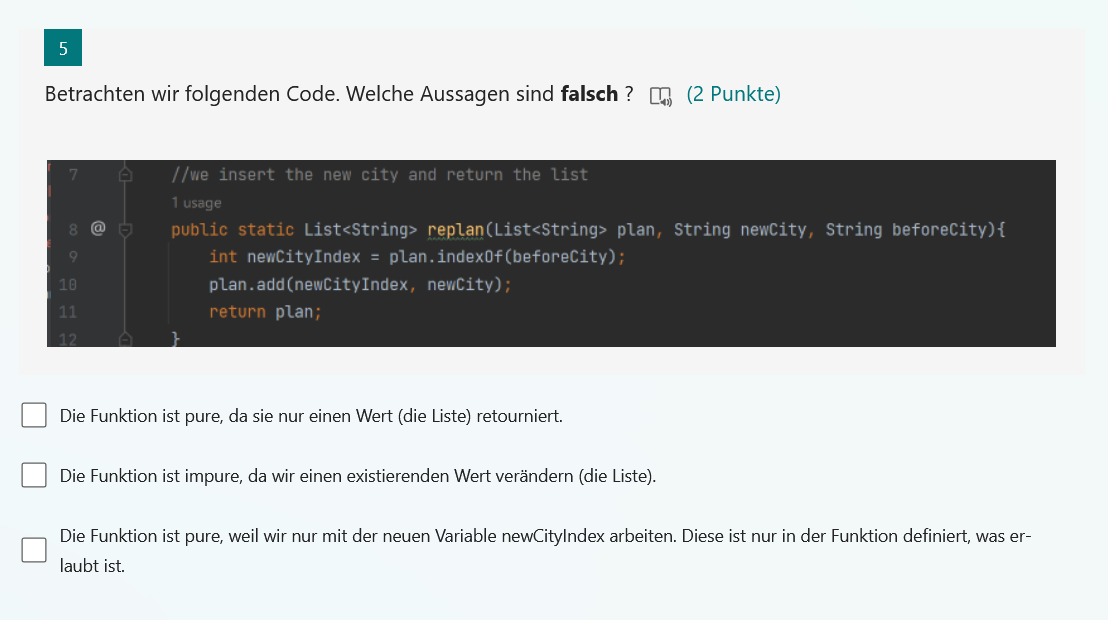 5
Betrachten wir folgenden Code. Welche Aussagen sind falsch ? (2 Punkte)
7 //we insert the new city and return the list
1 usage
8 @ public static List<String> replan(List<String> plan, String newCity, String beforeCity){
9 int newCityIndex = plan.indexOf(beforeCity);
10 plan.add(newCityIndex, newCity);
11 return plan;
12 }
Die Funktion ist pure, da sie nur einen Wert (die Liste) retourniert.
Die Funktion ist impure, da wir einen existierenden Wert verändern (die Liste).
Die Funktion ist pure, weil wir nur mit der neuen Variable newCityIndex arbeiten. Diese ist nur in der Funktion definiert, was er-
laubt ist.